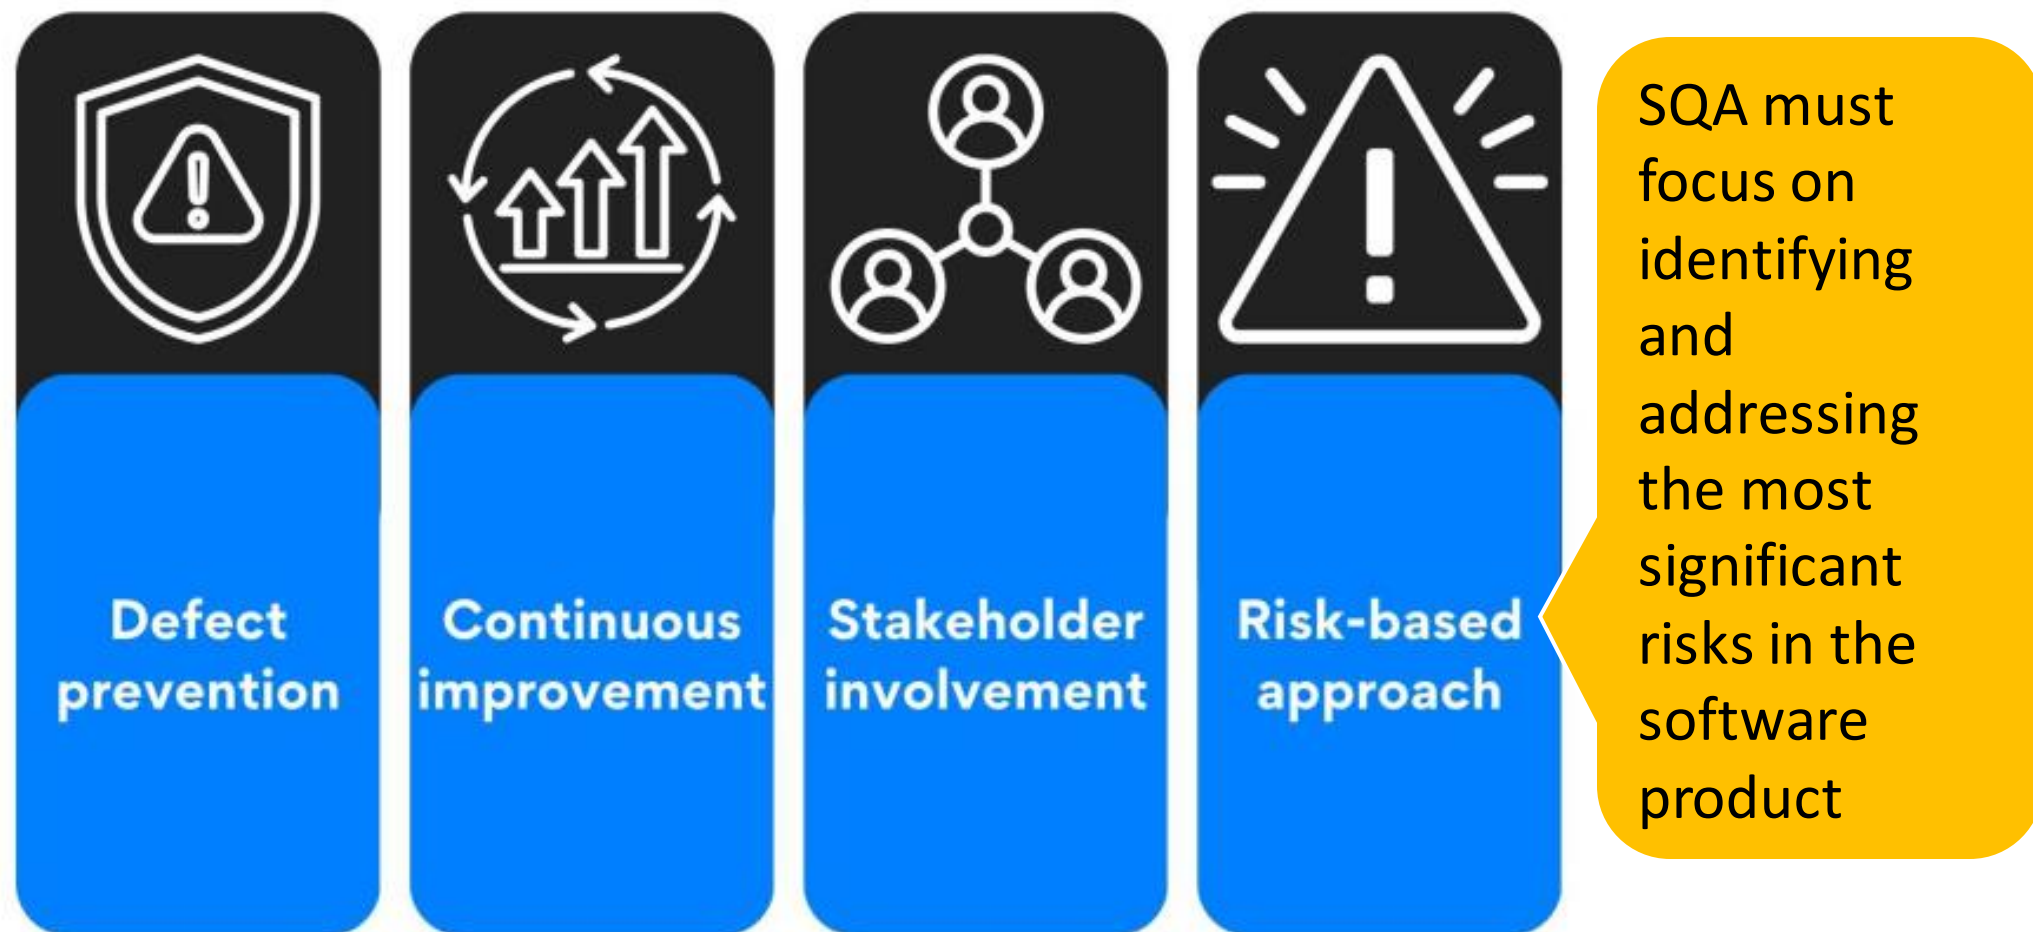 Defect
prevention
Continuous
improvement
Stakeholder
involvement
Risk-based
approach
SQA must
focus on
identifying
and
addressing
the most
significant
risks in the
software
product